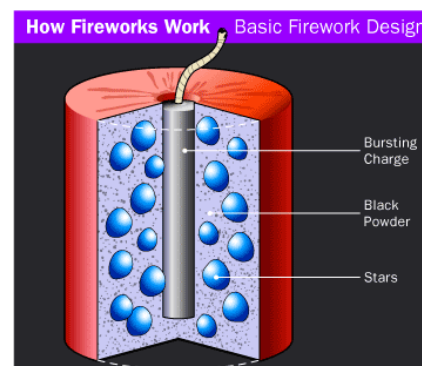 How Fireworks Work Basic Firework Design
Bursting
Charge
Black
Powder
Stars